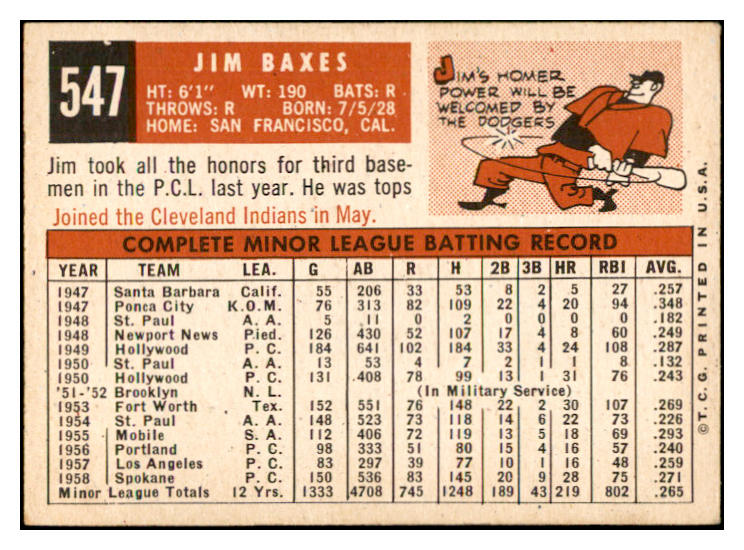 547
JIM BAXES
HT: 6'1" WT: 190 BATS: R
THROWS: R BORN: 7/5/28
HOME: SAN FRANCISCO, CAL.
JIM'S HOMER
POWER WILL BE
WELCOMED BY
THE DODGERS
Jim took all the honors for third base-
men in the P.C.L. last year. He was tops
Joined the Cleveland Indians in May.
COMPLETE MINOR LEAGUE BATTING RECORD
YEAR TEAM LEA. G AB R H 2B 3B HR RBI AVG.
1947 Santa Barbara Calif. 55 206 33 53 8 2 5 27 .257
1947 Ponca City K.O.M. 76 313 82 109 22 4 20 94 .348
1948 St. Paul A. A. 5 11 0 2 0 0 0 0 .182
1948 Newport News Pied. 126 430 52 107 17 4 8 60 .249
1949 Hollywood P. C. 184 641 102 184 33 4 24 108 .287
1950 St. Paul A. A. 13 53 4 7 2 1 1 8 .132
1950 Hollywood P. C. 131 408 78 99 13 1 31 76 .243
'51-'52 Brooklyn N. L. (In Military Service)
1953 Fort Worth Tex. 152 551 76 148 22 2 30 107 .269
1954 St. Paul A. A. 148 523 73 118 14 6 22 73 .226
1955 Mobile S. A. 112 406 72 119 13 5 18 69 .293
1956 Portland P. C. 98 333 51 80 15 4 16 57 .240
1957 Los Angeles P. C. 83 297 39 77 10 1 16 48 .259
1958 Spokane P. C. 150 536 83 145 20 9 28 75 .271
Minor League Totals 12 Yrs. 1333 4708 745 1248 189 43 219 802 .265
©T.C.G. PRINTED IN U.S.A.